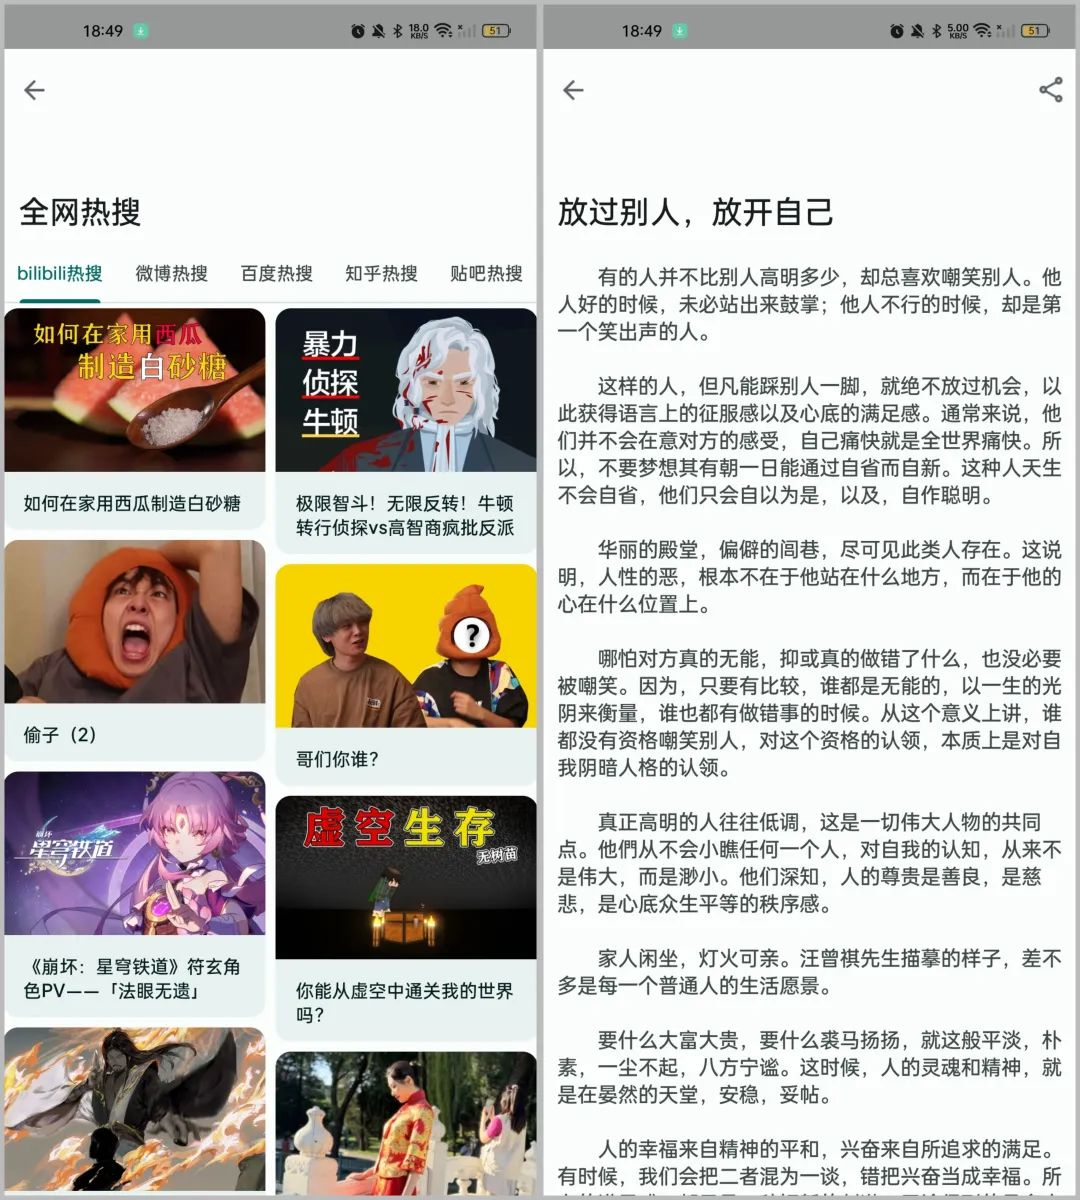 18:49
18.0
KB/S
51
全网热搜
bilibili热搜
微博热搜
百度热搜
知乎热搜
贴吧热搜
如何在家用西瓜
制造白砂糖
如何在家用西瓜制造白砂糖
暴力
侦探
牛顿
极限智斗！无限反转！牛顿
转行侦探vs高智商疯批反派
偷子（2）
?
哥们你谁？
崩坏
星穹铁道
《崩坏：星穹铁道》符玄角
色PV——「法眼无遗」
虚空生存
无树苗
你能从虚空中通关我的世界
吗？
18:49
5.00
KB/S
51
放过别人，放开自己
有的人并不比别人高明多少，却总喜欢嘲笑别人。他
人好的时候，未必站出来鼓掌；他人不行的时候，却是第
一个笑出声的人。
这样的人，但凡能踩别人一脚，就绝不放过机会，以
此获得语言上的征服感以及心底的满足感。通常来说，他
们并不会在意对方的感受，自己痛快就是全世界痛快。所
以，不要梦想其有朝一日能通过自省而自新。这种人天生
不会自省，他们只会自以为是，以及，自作聪明。
华丽的殿堂，偏僻的闾巷，尽可见此类人存在。这说
明，人性的恶，根本不在于他站在什么地方，而在于他的
心在什么位置上。
哪怕对方真的无能，抑或真的做错了什么，也没必要
被嘲笑。因为，只要有比较，谁都是无能的，以一生的光
阴来衡量，谁也都有做错事的时候。从这个意义上讲，谁
都没有资格嘲笑别人，对这个资格的认领，本质上是对自
我阴暗人格的认领。
真正高明的人往往低调，这是一切伟大人物的共同
点。他們从不会小瞧任何一个人，对自我的认知，从来不
是伟大，而是渺小。他们深知，人的尊贵是善良，是慈
悲，是心底众生平等的秩序感。
家人闲坐，灯火可亲。汪曾祺先生描摹的样子，差不
多是每一个普通人的生活愿景。
要什么大富大贵，要什么裘马扬扬，就这般平淡，朴
素，一尘不起，八方宁谧。这时候，人的灵魂和精神，就
是在晏然的天堂，安稳，妥帖。
人的幸福来自精神的平和，兴奋来自所追求的满足。
有时候，我们会把二者混为一谈，错把兴奋当成幸福。所